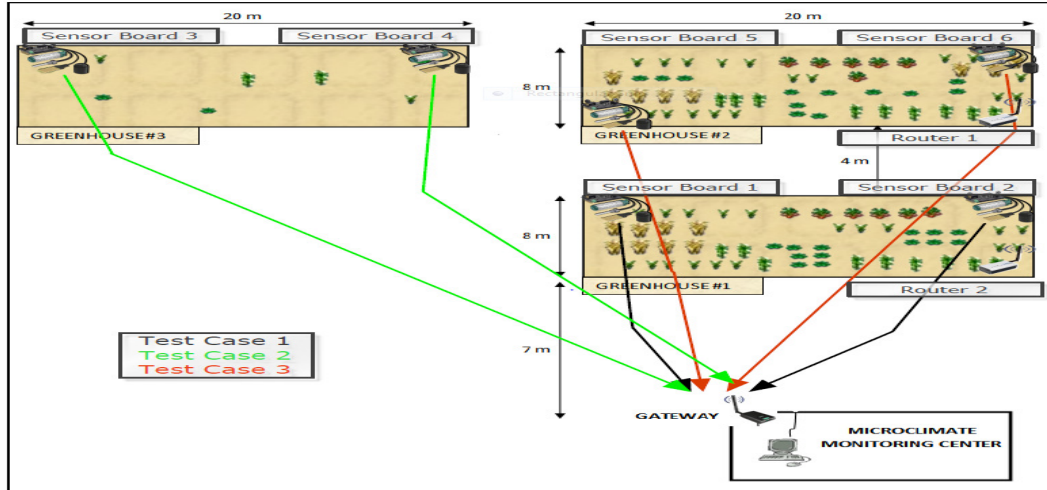 20 m
20 m
Sensor Board 3
Sensor Board 4
Sensor Board 5
Sensor Board 6
8 m
GREENHOUSE#3
GREENHOUSE#2
Router 1
4 m
Sensor Board 1
Sensor Board 2
8 m
GREENHOUSE#1
Router 2
7 m
Test Case 1
Test Case 2
Test Case 3
GATEWAY
MICROCLIMATE
MONITORING CENTER